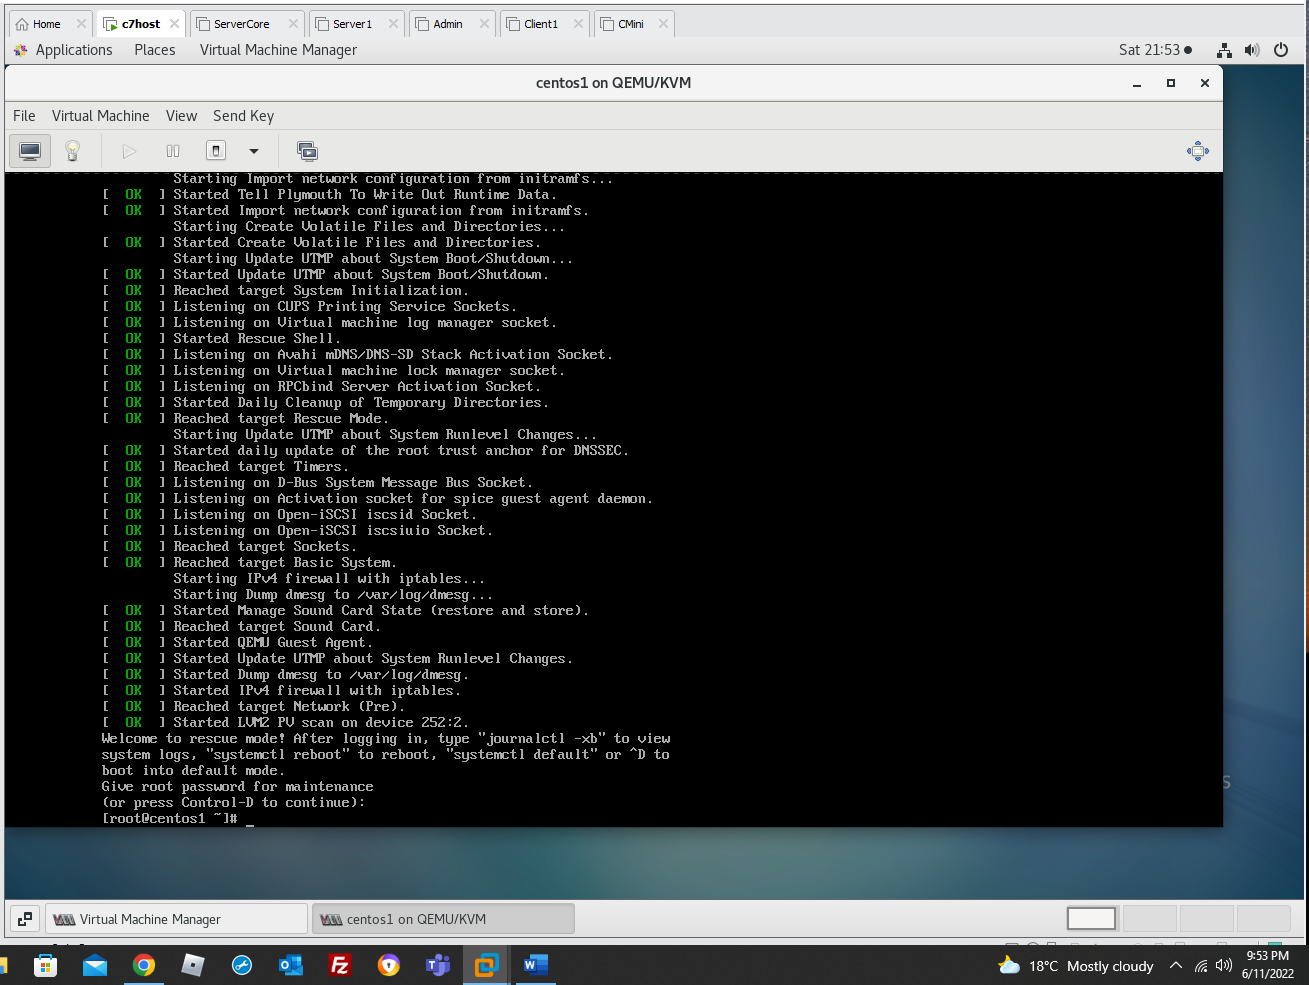 Home
c7host
ServerCore
Server1
Admin
Client1
CMini
Applications
Places
Virtual Machine Manager
Sat 21:53
centos1 on QEMU/KVM
File
Virtual Machine
View
Send Key
Starting Import network configuration from initramfs...
[  OK  ] Started Tell Plymouth To Write Out Runtime Data.
[  OK  ] Started Import network configuration from initramfs.
Starting Create Volatile Files and Directories...
[  OK  ] Started Create Volatile Files and Directories.
Starting Update UTMP about System Boot/Shutdown...
[  OK  ] Started Update UTMP about System Boot/Shutdown.
[  OK  ] Reached target System Initialization.
[  OK  ] Listening on CUPS Printing Service Sockets.
[  OK  ] Listening on Virtual machine log manager socket.
[  OK  ] Started Rescue Shell.
[  OK  ] Listening on Avahi mDNS/DNS-SD Stack Activation Socket.
[  OK  ] Listening on Virtual machine lock manager socket.
[  OK  ] Listening on RPCbind Server Activation Socket.
[  OK  ] Started Daily Cleanup of Temporary Directories.
[  OK  ] Reached target Rescue Mode.
Starting Update UTMP about System Runlevel Changes...
[  OK  ] Started daily update of the root trust anchor for DNSSEC.
[  OK  ] Reached target Timers.
[  OK  ] Listening on D-Bus System Message Bus Socket.
[  OK  ] Listening on Activation socket for spice guest agent daemon.
[  OK  ] Listening on Open-iSCSI iscsid Socket.
[  OK  ] Listening on Open-iSCSI iscsiuio Socket.
[  OK  ] Reached target Sockets.
[  OK  ] Reached target Basic System.
Starting IPv4 firewall with iptables...
Starting Dump dmesg to /var/log/dmesg...
[  OK  ] Started Manage Sound Card State (restore and store).
[  OK  ] Reached target Sound Card.
[  OK  ] Started QEMU Guest Agent.
[  OK  ] Started Update UTMP about System Runlevel Changes.
[  OK  ] Started Dump dmesg to /var/log/dmesg.
[  OK  ] Started IPv4 firewall with iptables.
[  OK  ] Reached target Network (Pre).
[  OK  ] Started LVM2 PV scan on device 252:2.
Welcome to rescue mode! After logging in, type "journalctl -xb" to view
system logs, "systemctl reboot" to reboot, "systemctl default" or ^D to
boot into default mode.
Give root password for maintenance
(or press Control-D to continue):
[root@centos1 ~]# _
S
Virtual Machine Manager
centos1 on QEMU/KVM
18°C Mostly cloudy
9:53 PM
6/11/2022